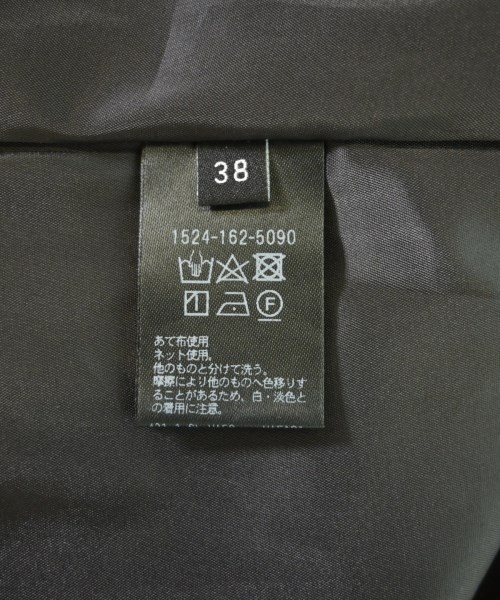 38
1524-162-5090
F
あて布使用
ネット使用。
他のものと分けて洗う。
摩擦により他のものへ色移りす
ることがあるため、白・淡色と
の着用に注意。